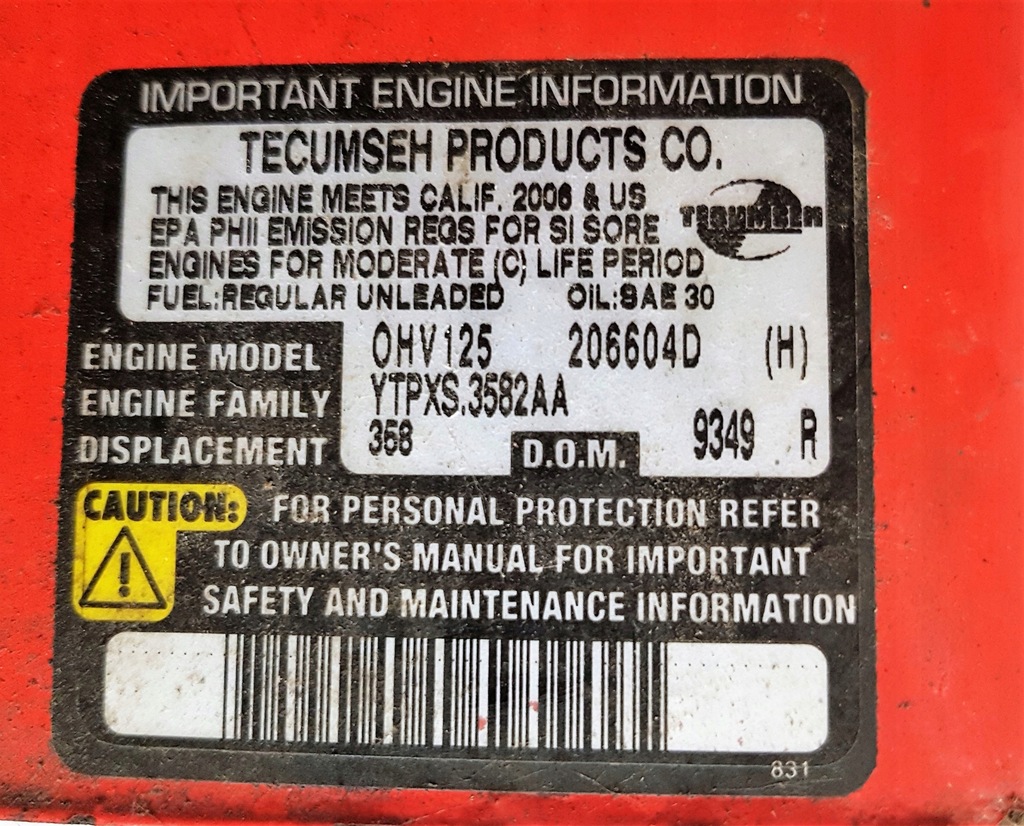 IMPORTANT ENGINE INFORMATION
TECUMSEH PRODUCTS CO.
THIS ENGINE MEETS CALIF. 2006 & US
EPA PHII EMISSION REGS FOR SI SORE
ENGINES FOR MODERATE (C) LIFE PERIOD
FUEL:REGULAR UNLEADED OIL:SAE 30
TECUMSEH
ENGINE MODEL OHV125 206604D (H)
ENGINE FAMILY YTPXS.3582AA
DISPLACEMENT 358 D.O.M. 9349 R
CAUTION: FOR PERSONAL PROTECTION REFER
TO OWNER'S MANUAL FOR IMPORTANT
SAFETY AND MAINTENANCE INFORMATION
831